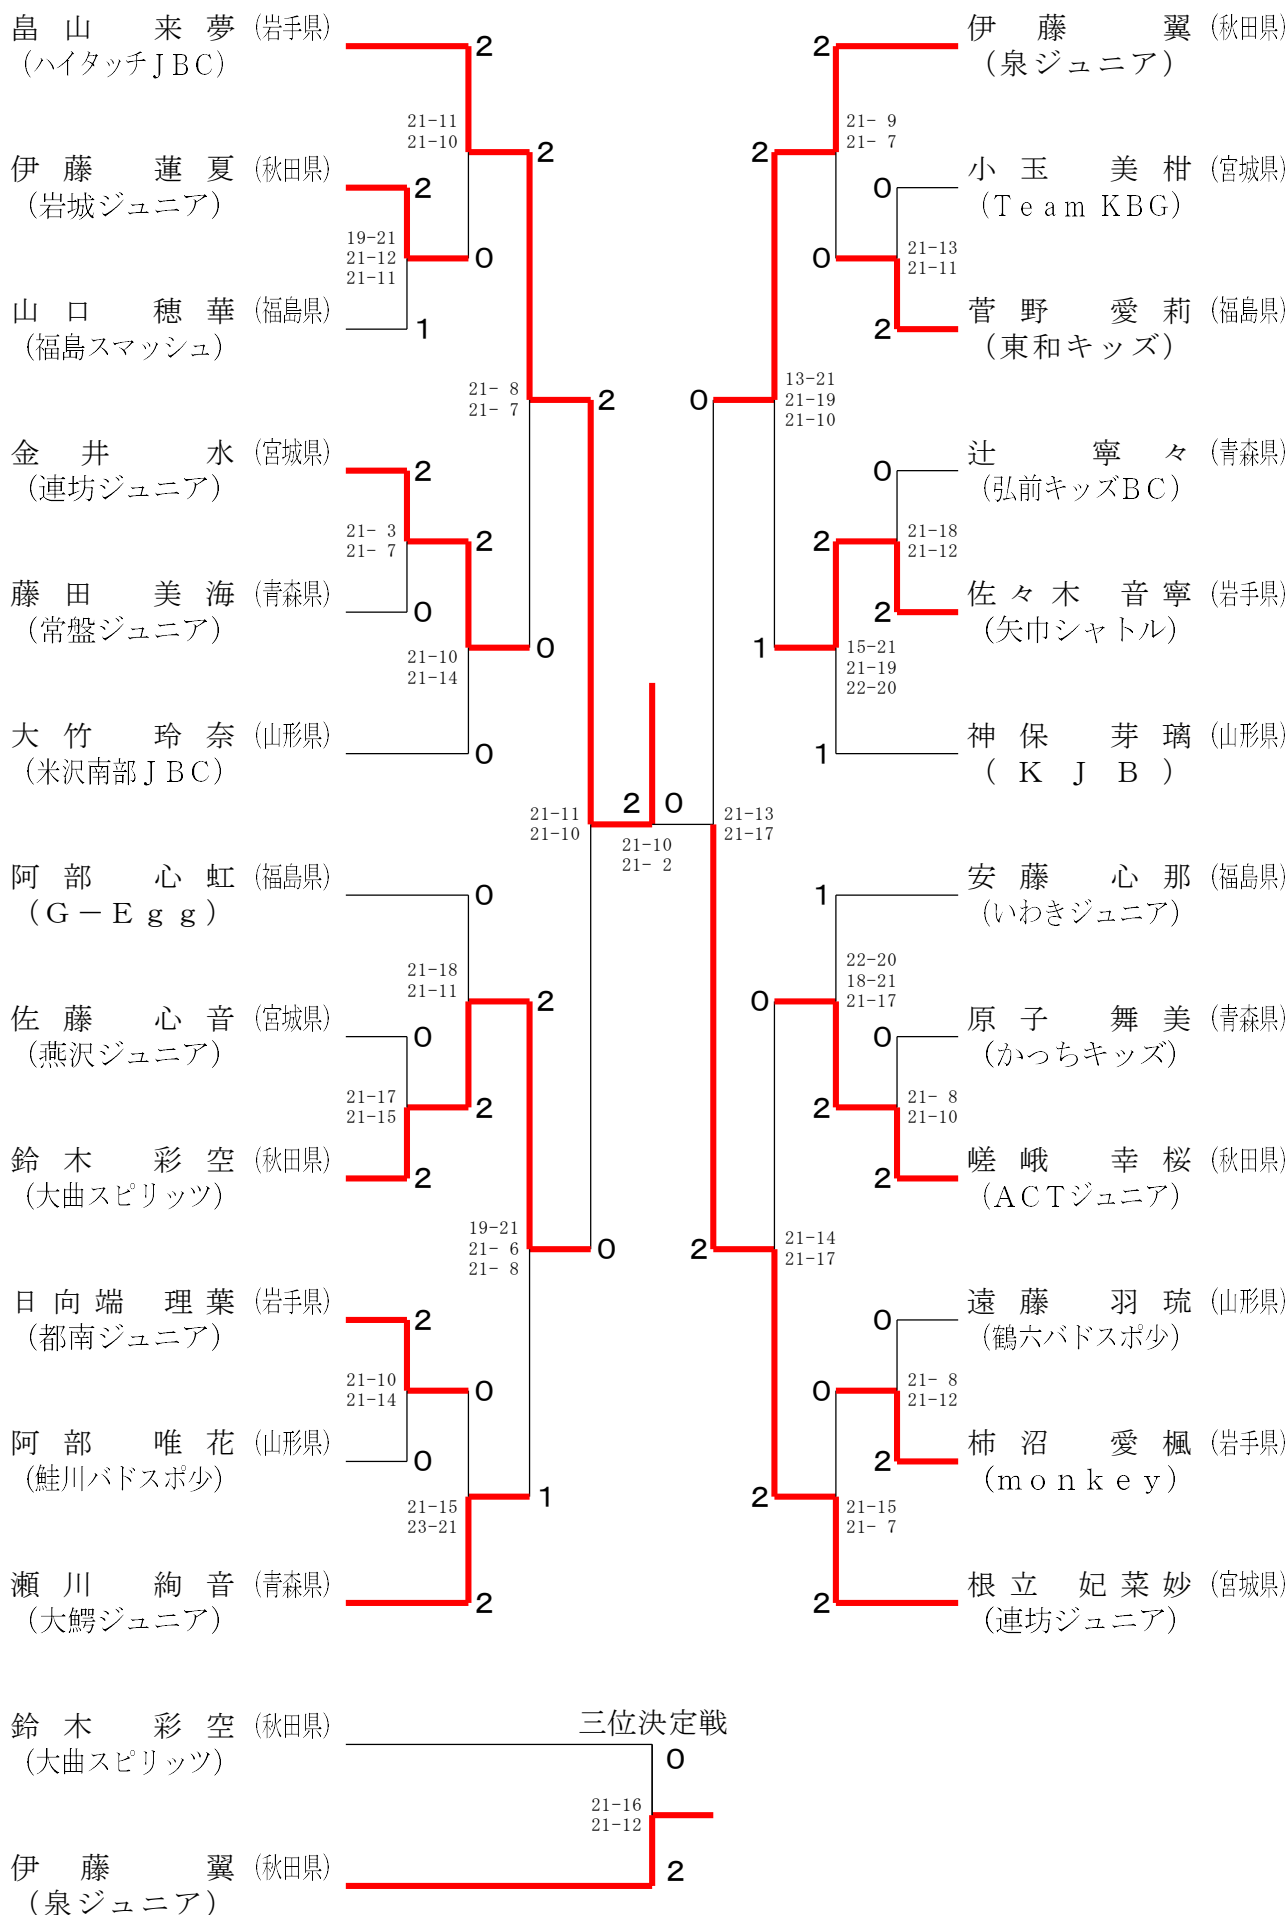 畠山 来夢 (岩手県)
(ハイタッチJBC)
2
21-11
21-10
2
伊藤 蓮夏 (秋田県)
(岩城ジュニア)
2
19-21
21-12
21-11
0
山口 穂華 (福島県)
(福島スマッシュ)
1
21- 8
21- 7
2
金井 水 (宮城県)
(連坊ジュニア)
2
21- 3
21- 7
2
藤田 美海 (青森県)
(常盤ジュニア)
0
21-10
21-14
0
大竹 玲奈 (山形県)
(米沢南部JBC)
0
21-11
21-10
2 0
21-10
21- 2
阿部 心虹 (福島県)
(G-Egg)
0
21-18
21-11
2
佐藤 心音 (宮城県)
(燕沢ジュニア)
0
21-17
21-15
2
鈴木 彩空 (秋田県)
(大曲スピリッツ)
2
19-21
21- 6
21- 8
0
日向端 理葉 (岩手県)
(都南ジュニア)
2
21-10
21-14
0
阿部 唯花 (山形県)
(鮭川バドスポ少)
0
21-15
23-21
1
瀬川 絢音 (青森県)
(大鰐ジュニア)
2
伊藤 翼 (秋田県)
(泉ジュニア)
2
21- 9
21- 7
2
小玉 美柑 (宮城県)
(Team KBG)
0
21-13
21-11
0
菅野 愛莉 (福島県)
(東和キッズ)
2
13-21
21-19
21-10
0
辻 寧々 (青森県)
(弘前キッズBC)
0
21-18
21-12
2
佐々木 音寧 (岩手県)
(矢巾シャトル)
2
15-21
21-19
22-20
1
神保 芽璃 (山形県)
(KJB)
1
21-13
21-17
安藤 心那 (福島県)
(いわきジュニア)
1
22-20
18-21
21-17
0
原子 舞美 (青森県)
(かっちキッズ)
0
21- 8
21-10
2
嵯峨 幸桜 (秋田県)
(ACTジュニア)
2
21-14
21-17
2
遠藤 羽琉 (山形県)
(鶴六バドスポ少)
0
21- 8
21-12
0
柿沼 愛楓 (岩手県)
(monkey)
2
21-15
21- 7
2
根立 妃菜妙 (宮城県)
(連坊ジュニア)
2
三位決定戦
鈴木 彩空 (秋田県)
(大曲スピリッツ)
0
21-16
21-12
伊藤 翼 (秋田県)
(泉ジュニア)
2